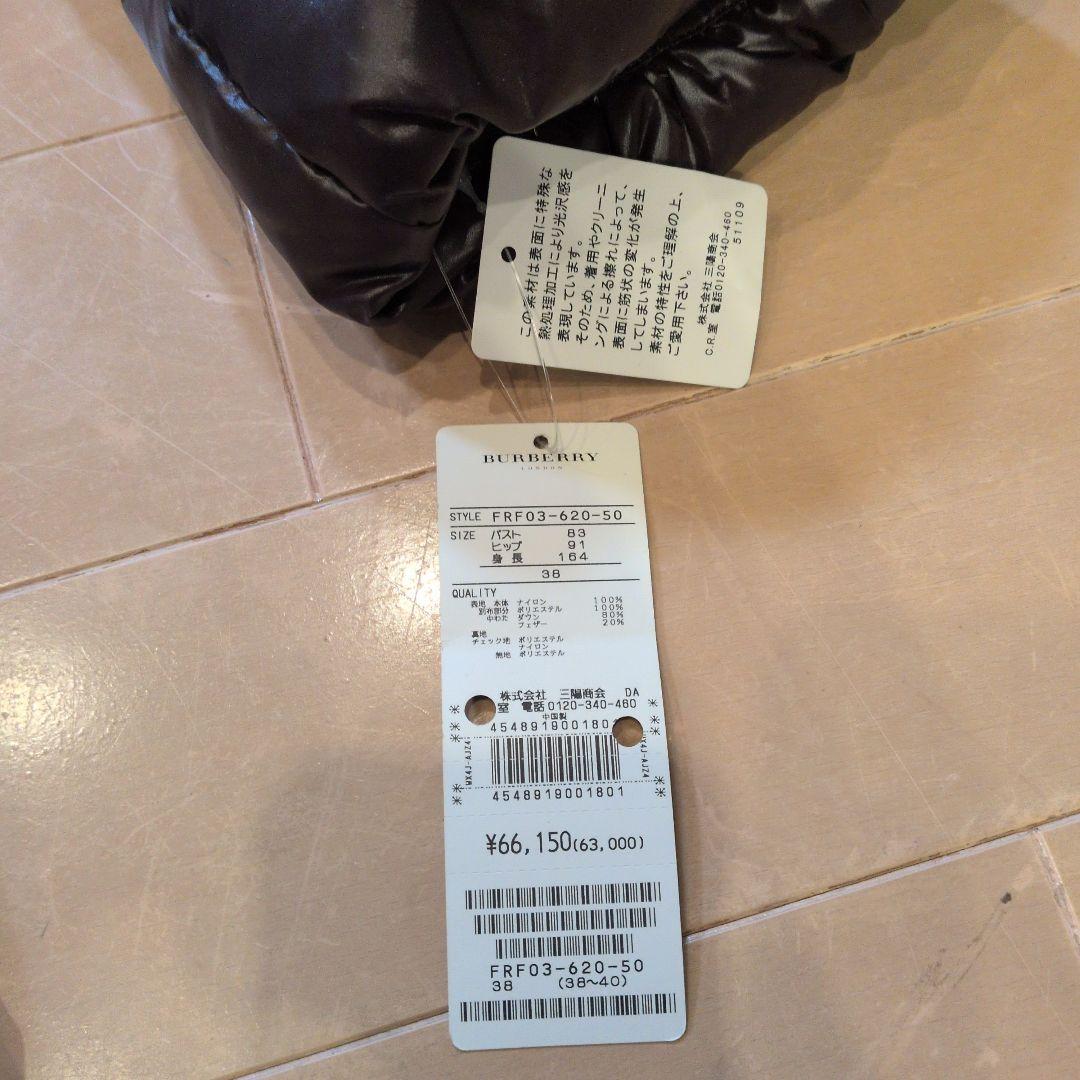 この素材は表面に特殊な
熱処理加工により光沢感を
表現しています。
そのため、着用やクリーニ
ングによる擦れによって、
表面に筋状の変化が発生
してしまいます。
素材の特性をご理解の上、
ご愛用下さい。
株式会社 三陽商会
C.R.室 電話0120-340-460
51109
BURBERRY
LONDON
STYLE FRF03-620-50
SIZE バスト 83
ヒップ 91
身長 164
38
QUALITY
表地 本体 ナイロン 100%
別布部分 ポリエステル 100%
中わた ダウン 80%
フェザー 20%
裏地
チェック地 ポリエステル
ナイロン
無地 ポリエステル
株式会社 三陽商会 DA
室 電話0120-340-460
中国製
454891900180
WX4J-AJZ4
WX4J-AJZ4
4548919001801
¥66,150(63,000)
FRF03-620-50
38 (38~40)